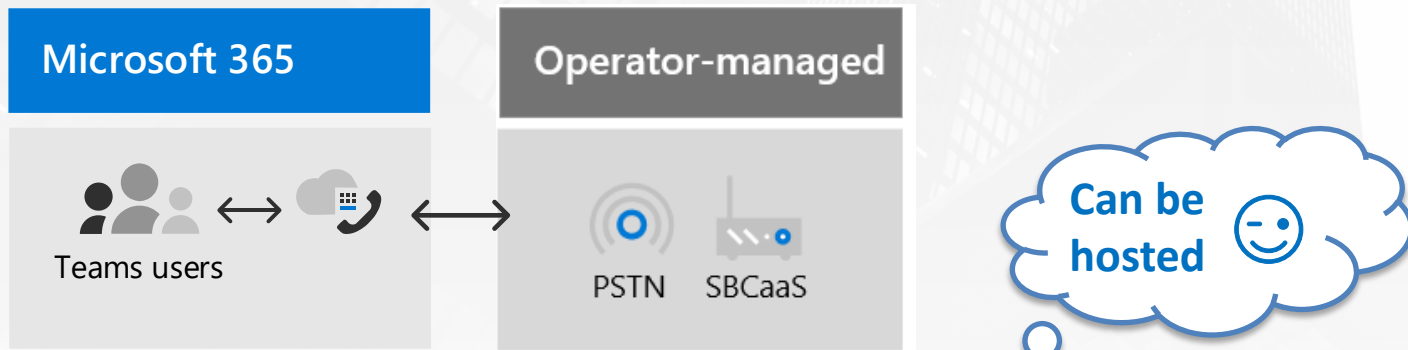 Microsoft 365
Operator-managed
Can be
hosted
Teams users
PSTN SBCaaS